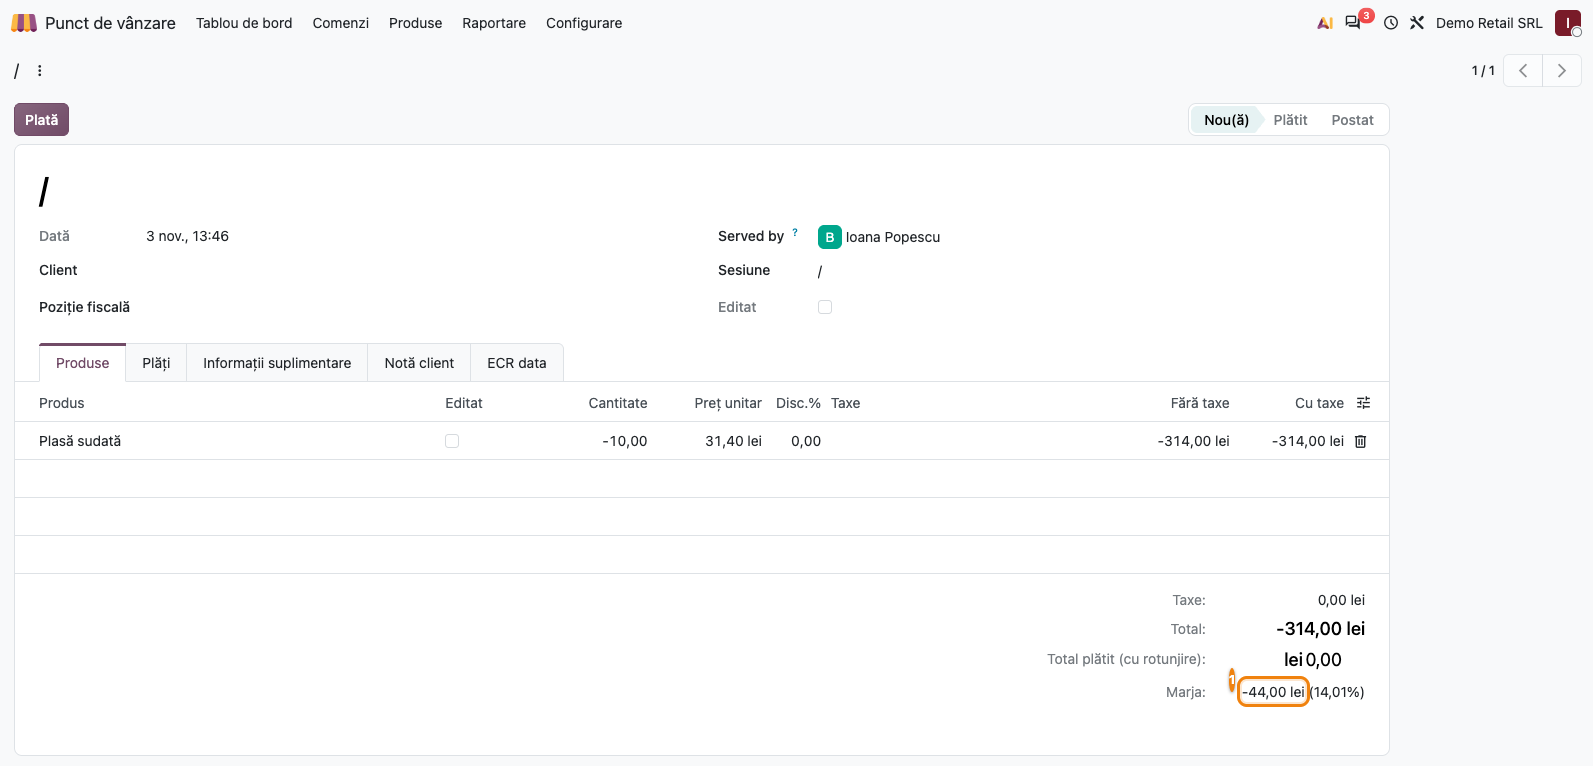 Punct de vânzare Tablou de bord Comenzi Produse Raportare Configurare AI 3 Demo Retail SRL I
/ 1 / 1
Plată Nou(ă) Plătit Postat
/
Dată 3 nov., 13:46 Served by ? B Ioana Popescu
Client Sesiune /
Poziție fiscală Editat
Produse Plăți Informații suplimentare Notă client ECR data
Produs Editat Cantitate Preț unitar Disc.% Taxe Fără taxe Cu taxe
Plasă sudată -10,00 31,40 lei 0,00 -314,00 lei -314,00 lei
Taxe: 0,00 lei
Total: -314,00 lei
Total plătit (cu rotunjire): lei 0,00
1
Marja: -44,00 lei (14,01%)